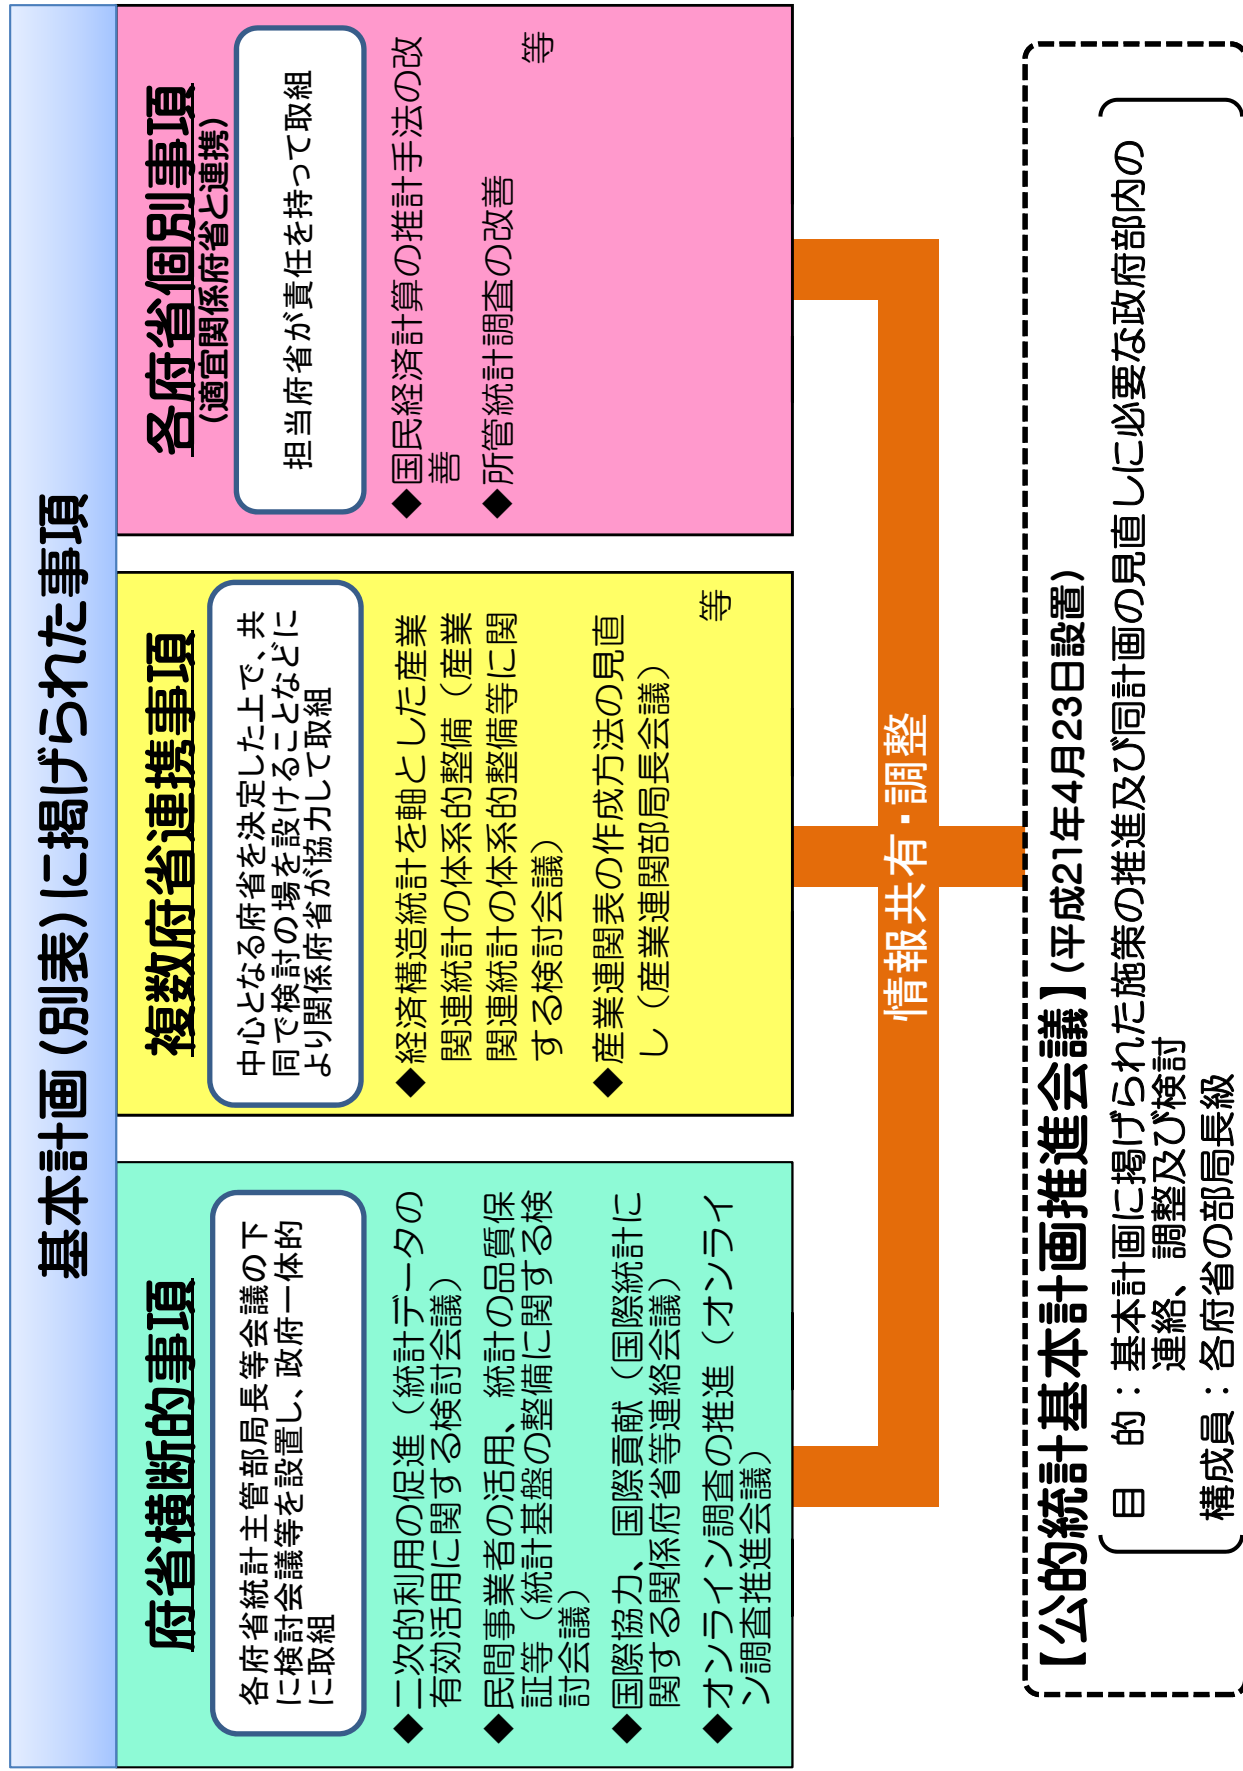 基本計画（別表）に掲げられた事項
府省横断的事項
各府省統計主管部局長等会議の下
に検討会議等を設置し、政府一体的
に取組
◆二次的利用の促進（統計データの
有効活用に関する検討会議）
◆民間事業者の活用、統計の品質保
証等（統計基盤の整備に関する検
討会議）
◆国際協力、国際貢献（国際統計に
関する関係府省等連絡会議）
◆オンライン調査の推進（オンライ
ン調査推進会議）
複数府省連携事項
中心となる府省を決定した上で、共
同で検討の場を設けることなどに
より関係府省が協力して取組
◆経済構造統計を軸とした産業
関連統計の体系的整備（産業
関連統計の体系的整備等に関
する検討会議）
◆産業連関表の作成方法の見直
し（産業連関部局長会議）
等
各府省個別事項
（適宜関係府省と連携）
担当府省が責任を持って取組
◆国民経済計算の推計手法の改
善
◆所管統計調査の改善
等
情報共有・調整
【公的統計基本計画推進会議】（平成21年4月23日設置）
目　的：基本計画に掲げられた施策の推進及び同計画の見直しに必要な政府部内の
連絡、調整及び検討
構成員：各府省の部局長級